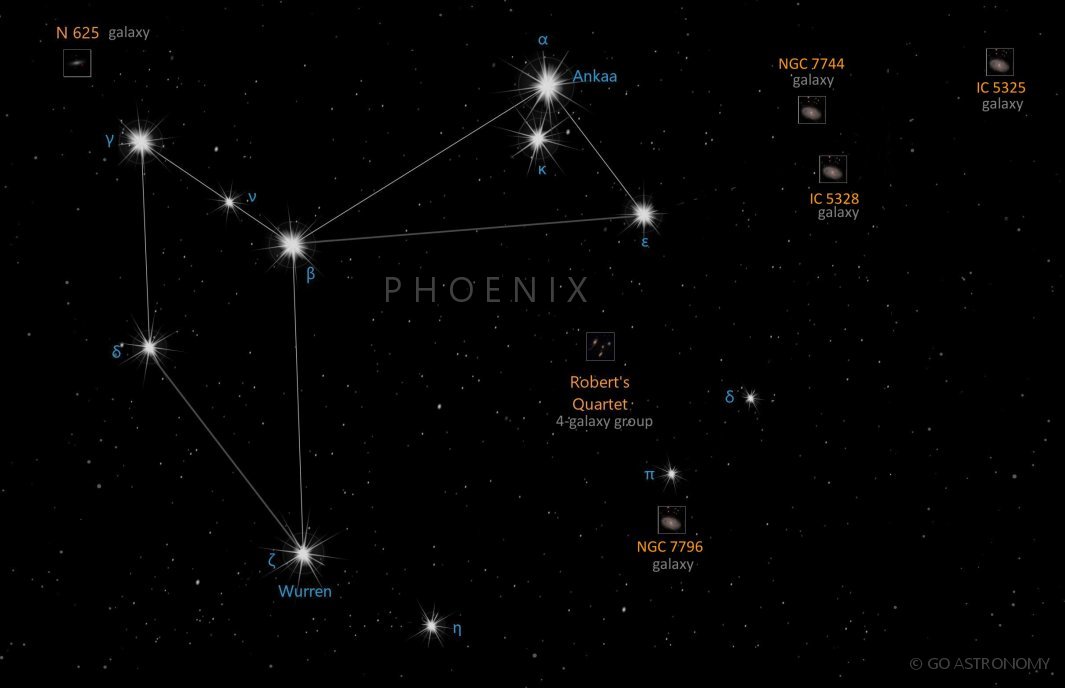 N 625 galaxy
α
Ankaa
NGC 7744
galaxy
IC 5325
galaxy
γ
κ
ν
IC 5328
galaxy
ε
β
PHOENIX
δ
Robert's
Quartet
4-galaxy group
δ
π
NGC 7796
galaxy
ζ
Wurren
η
© GO ASTRONOMY